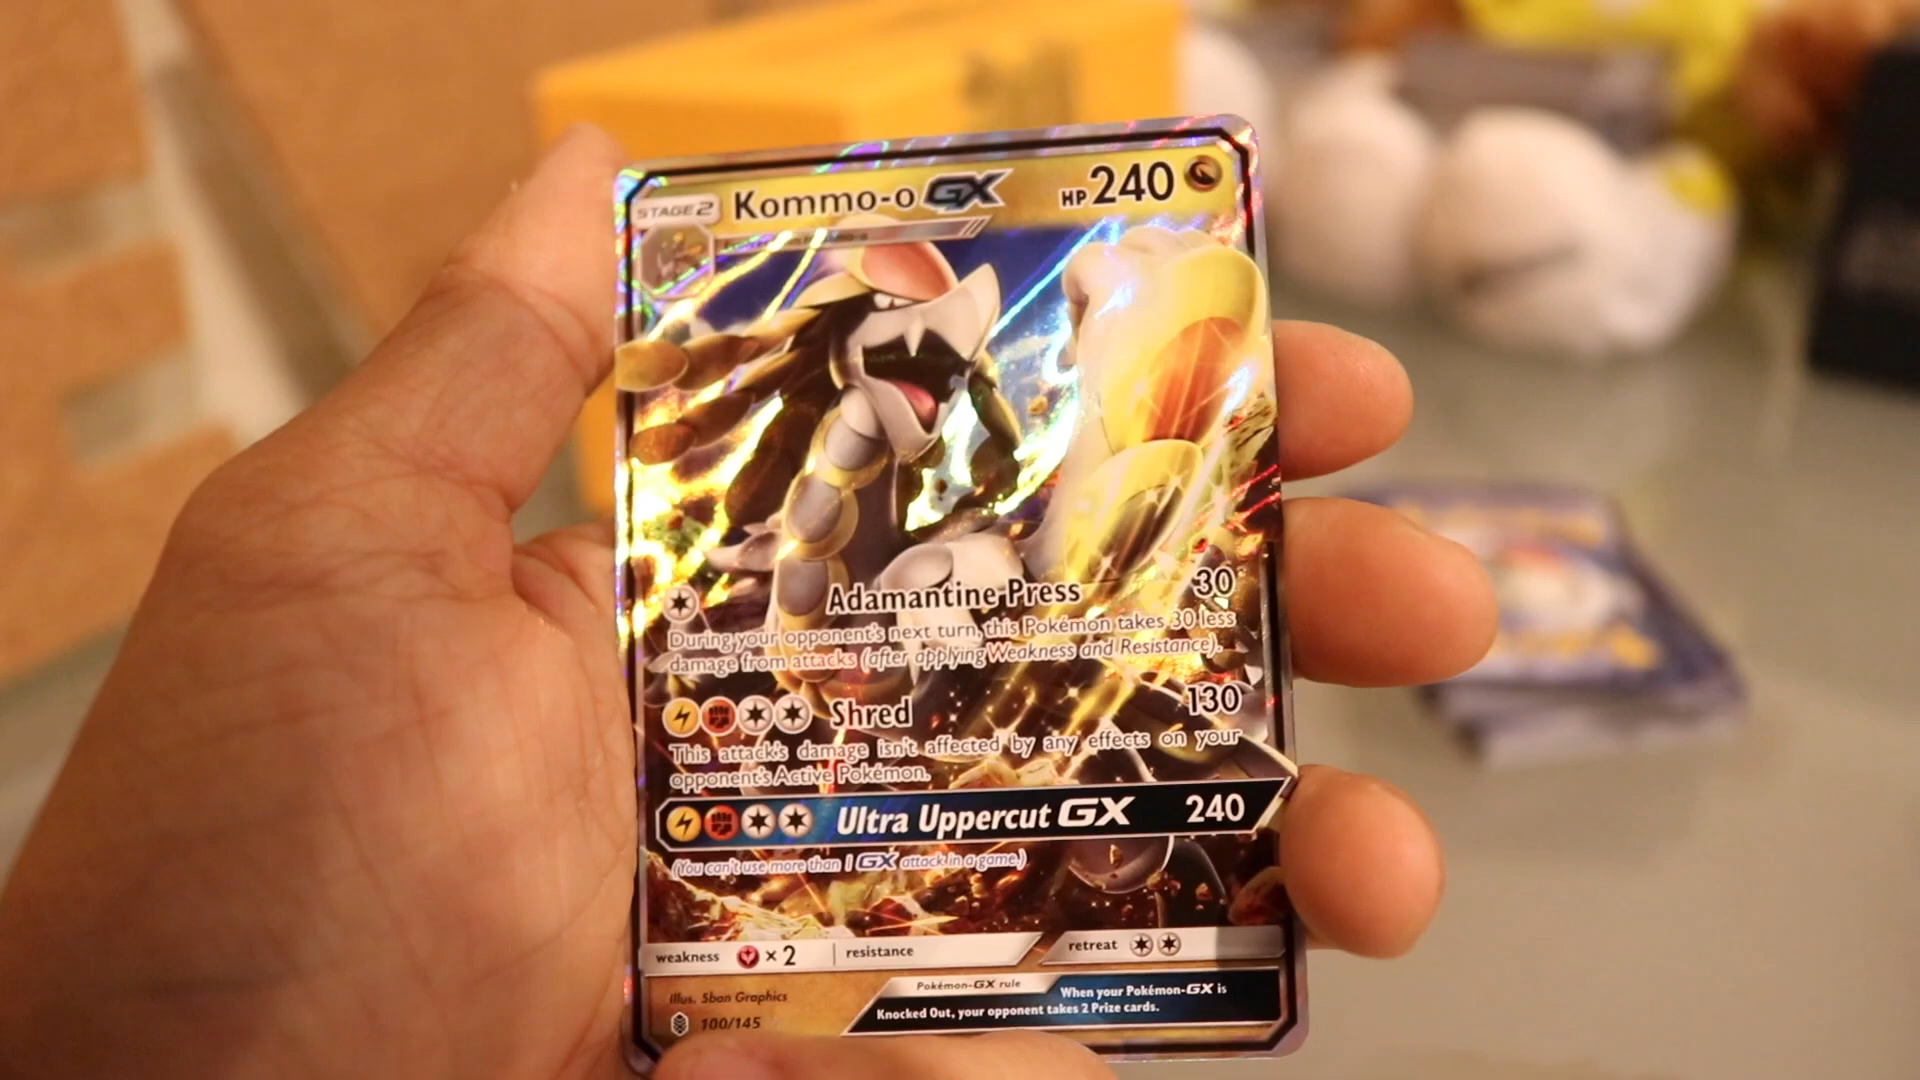 STAGE 2 Kommo-o GX HP 240
Adamantine Press 30
During your opponent's next turn, this Pokémon takes 30 less
damage from attacks (after applying Weakness and Resistance).
Shred 130
This attack's damage isn't affected by any effects on your
opponent's Active Pokémon.
Ultra Uppercut GX 240
(You can't use more than 1 GX attack in a game.)
weakness ×2 resistance retreat
Illus. 5ban Graphics
100/145
Pokémon-GX rule
When your Pokémon-GX is
Knocked Out, your opponent takes 2 Prize cards.